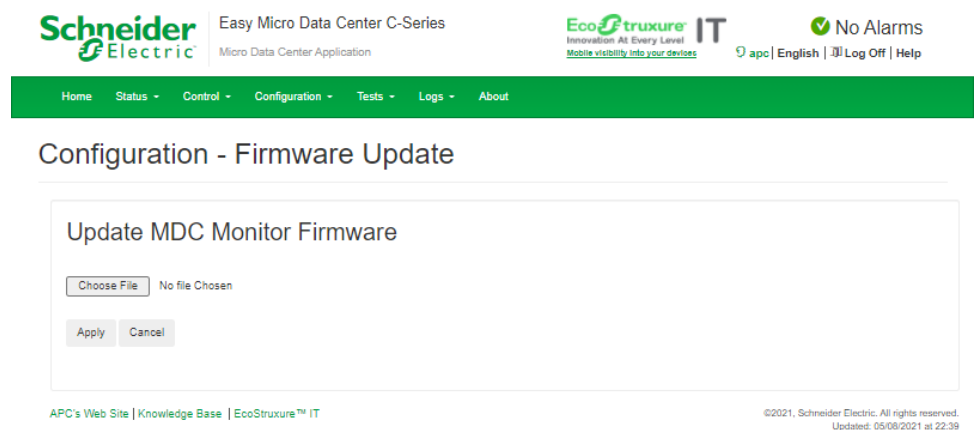 Schneider Electric
Easy Micro Data Center C-Series
Micro Data Center Application
EcoStruxure IT
Innovation At Every Level
Mobile visibility into your devices
No Alarms
apc | English | Log Off | Help
Home Status Control Configuration Tests Logs About
Configuration - Firmware Update
Update MDC Monitor Firmware
Choose File No file Chosen
Apply Cancel
APC's Web Site | Knowledge Base | EcoStruxure™ IT
©2021, Schneider Electric. All rights reserved.
Updated: 05/08/2021 at 22:39